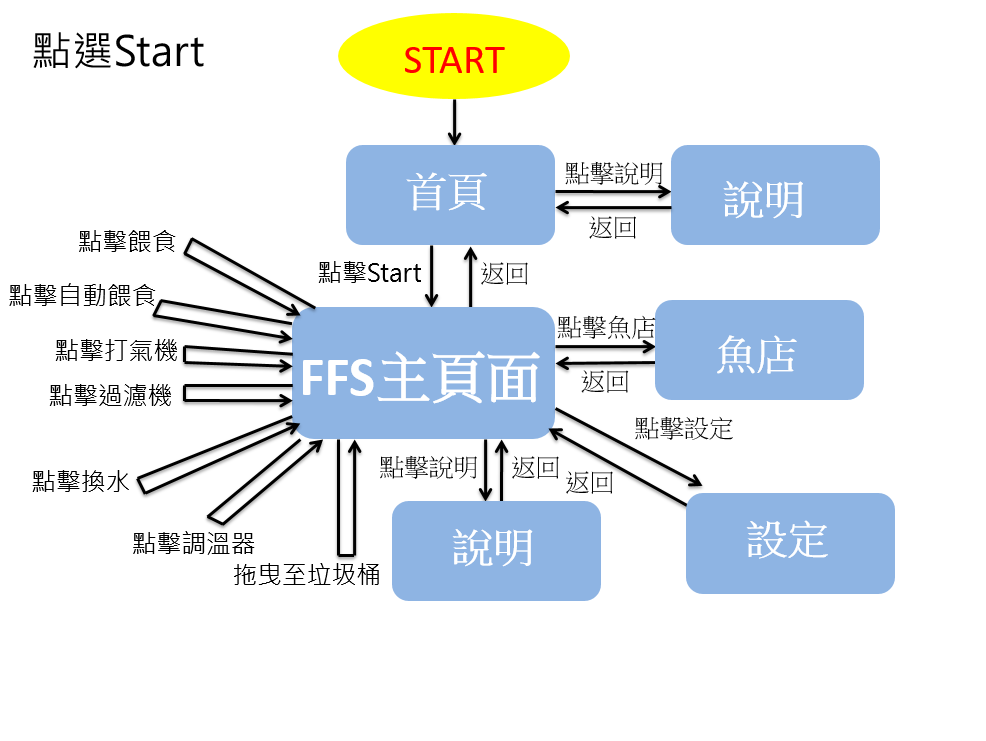 點選Start
START
首頁
點擊說明
返回
說明
點擊Start
返回
點擊餵食
點擊自動餵食
點擊打氣機
點擊過濾機
點擊換水
點擊調溫器
拖曳至垃圾桶
FFS主頁面
點擊魚店
返回
魚店
點擊設定
返回
設定
點擊說明
返回
說明